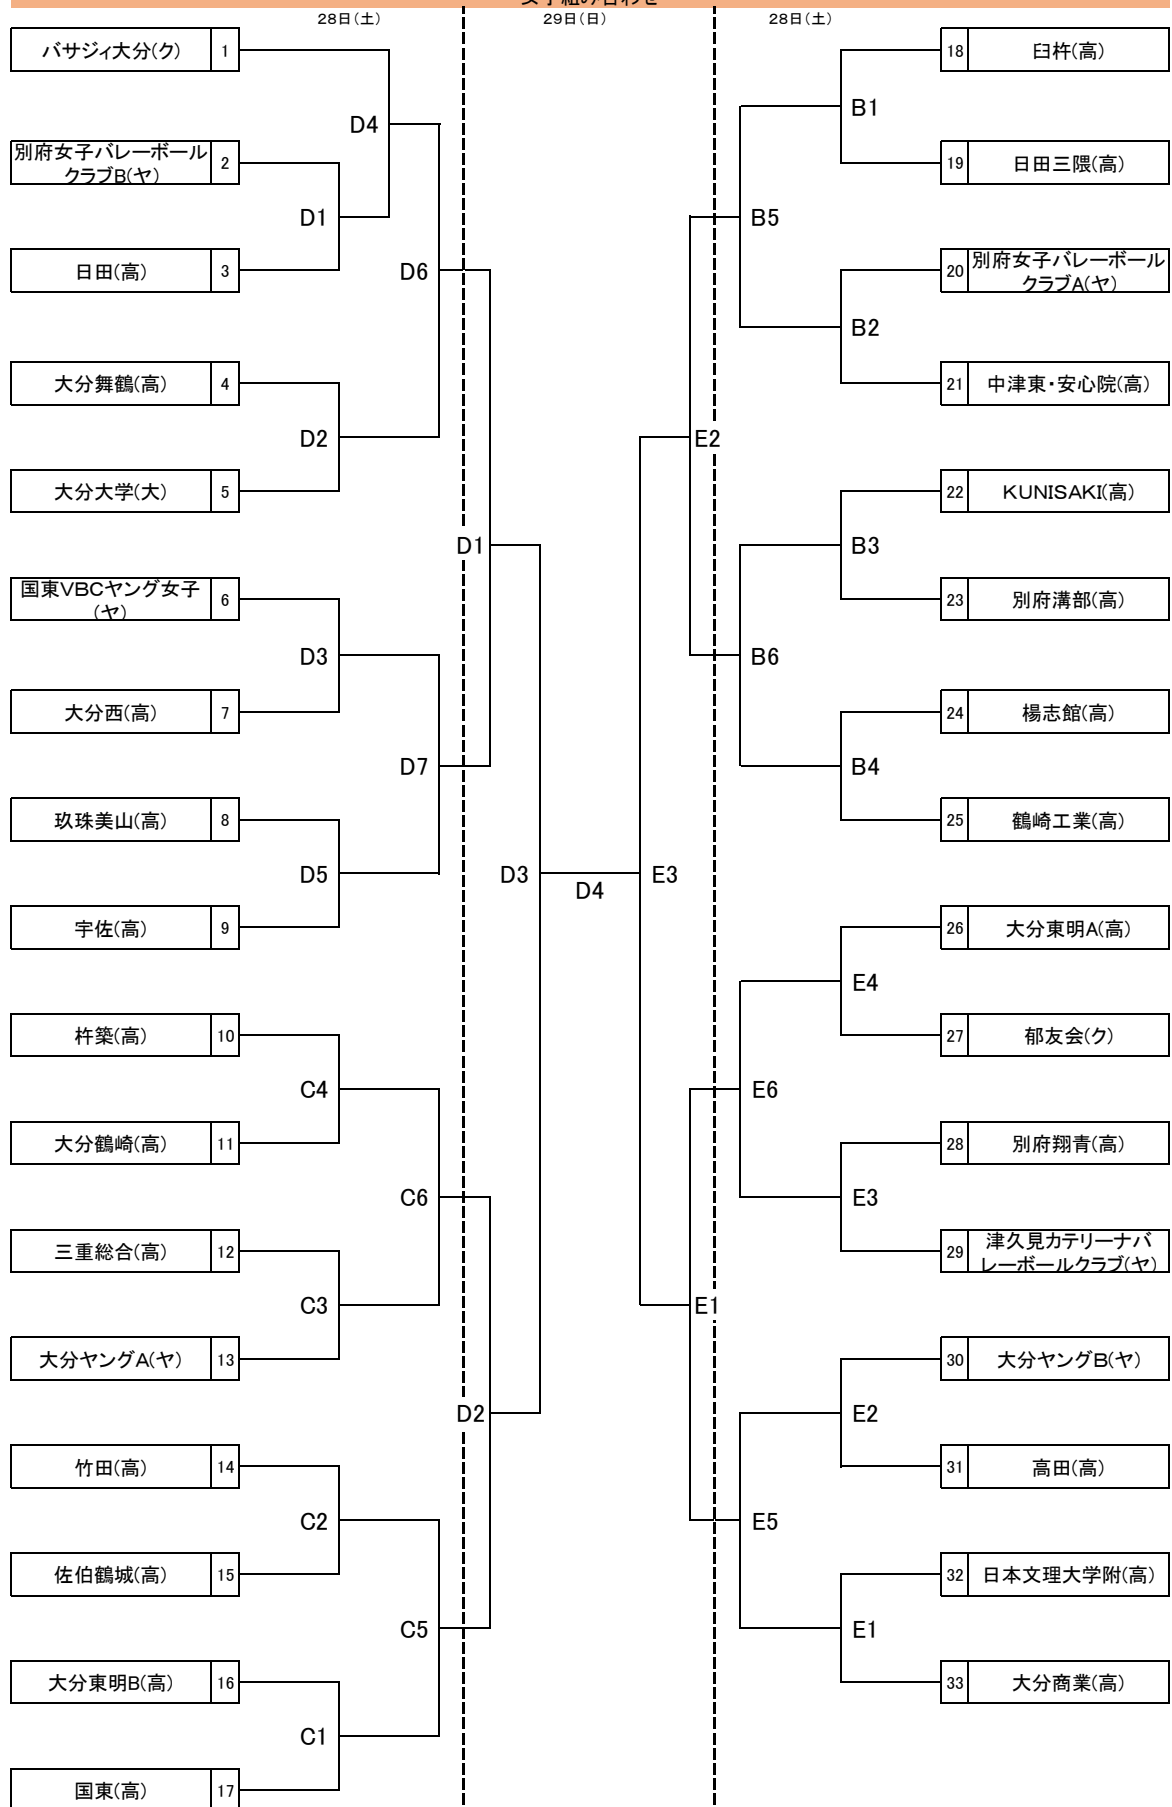 女子組み合わせ
28日(土)
29日(日)
28日(土)
バサジィ大分(ク) 1
別府女子バレーボール
クラブB(ヤ)
2
日田(高) 3
大分舞鶴(高) 4
大分大学(大) 5
国東VBCヤング女子
(ヤ)
6
大分西(高) 7
玖珠美山(高) 8
宇佐(高) 9
杵築(高) 10
大分鶴崎(高) 11
三重総合(高) 12
大分ヤングA(ヤ) 13
竹田(高) 14
佐伯鶴城(高) 15
大分東明B(高) 16
国東(高) 17
D4
D1
D6
D2
D1
D3
D7
D5
D3
D4
C4
C6
C3
D2
C2
C5
C1
E3
E2
E1
B1
B5
B2
B3
B6
B4
E4
E6
E3
E2
E5
E1
18 臼杵(高)
19 日田三隈(高)
20
別府女子バレーボール
クラブA(ヤ)
21 中津東・安心院(高)
22 KUNISAKI(高)
23 別府溝部(高)
24 楊志館(高)
25 鶴崎工業(高)
26 大分東明A(高)
27 郁友会(ク)
28 別府翔青(高)
29
津久見カテリーナバ
レーボールクラブ(ヤ)
30 大分ヤングB(ヤ)
31 高田(高)
32 日本文理大学附(高)
33 大分商業(高)